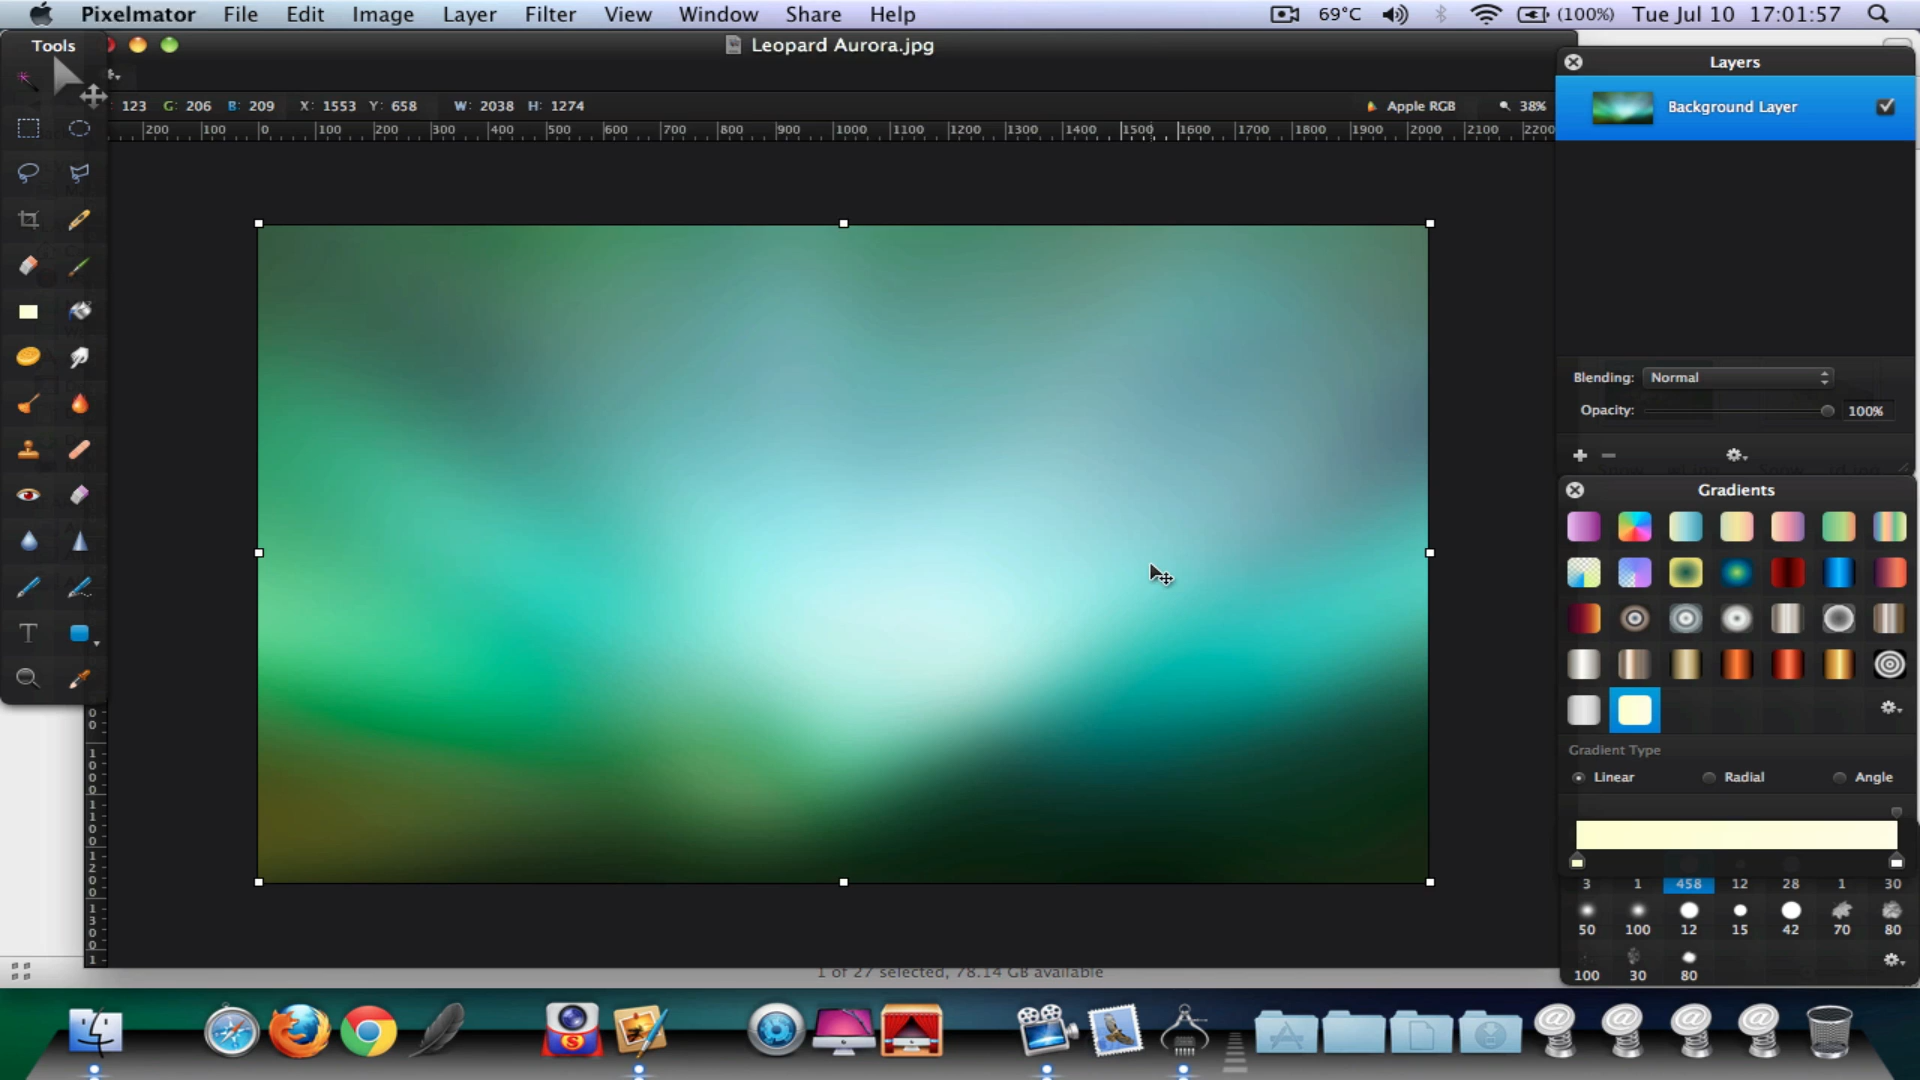 Pixelmator File Edit Image Layer Filter View Window Share Help 69°C (100%) Tue Jul 10 17:01:57
Tools
Leopard Aurora.jpg
123 G: 206 B: 209 X: 1553 Y: 658 W: 2038 H: 1274 Apple RGB 38%
200 100 0 100 200 300 400 500 600 700 800 900 1000 1100 1200 1300 1400 1500 1600 1700 1800 1900 2000 2100 2200
Layers
Background Layer
Blending: Normal
Opacity: 100%
Gradients
T
Gradient Type
Linear Radial Angle
3 1 458 12 28 1 30
50 100 12 15 42 70 80
100 30 80
1 of 27 selected, 78.14 GB available